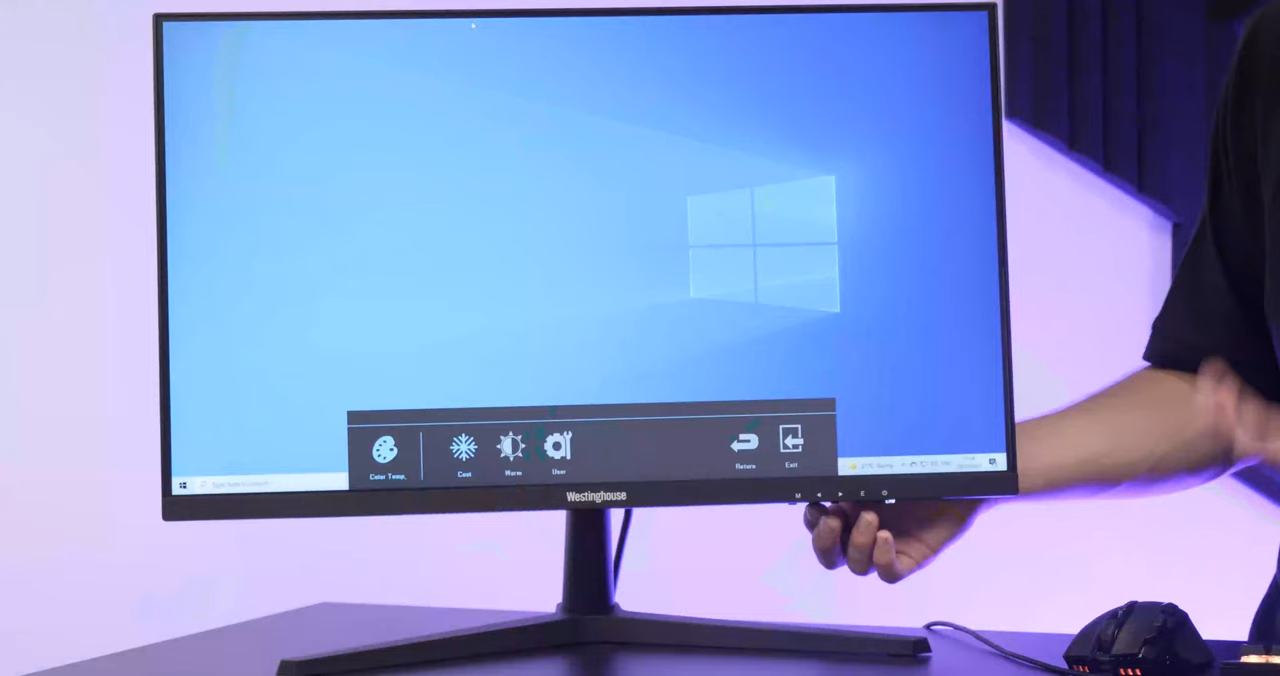 Color Temp.
Cool
Warm
User
Return
Exit
Westinghouse
M
E